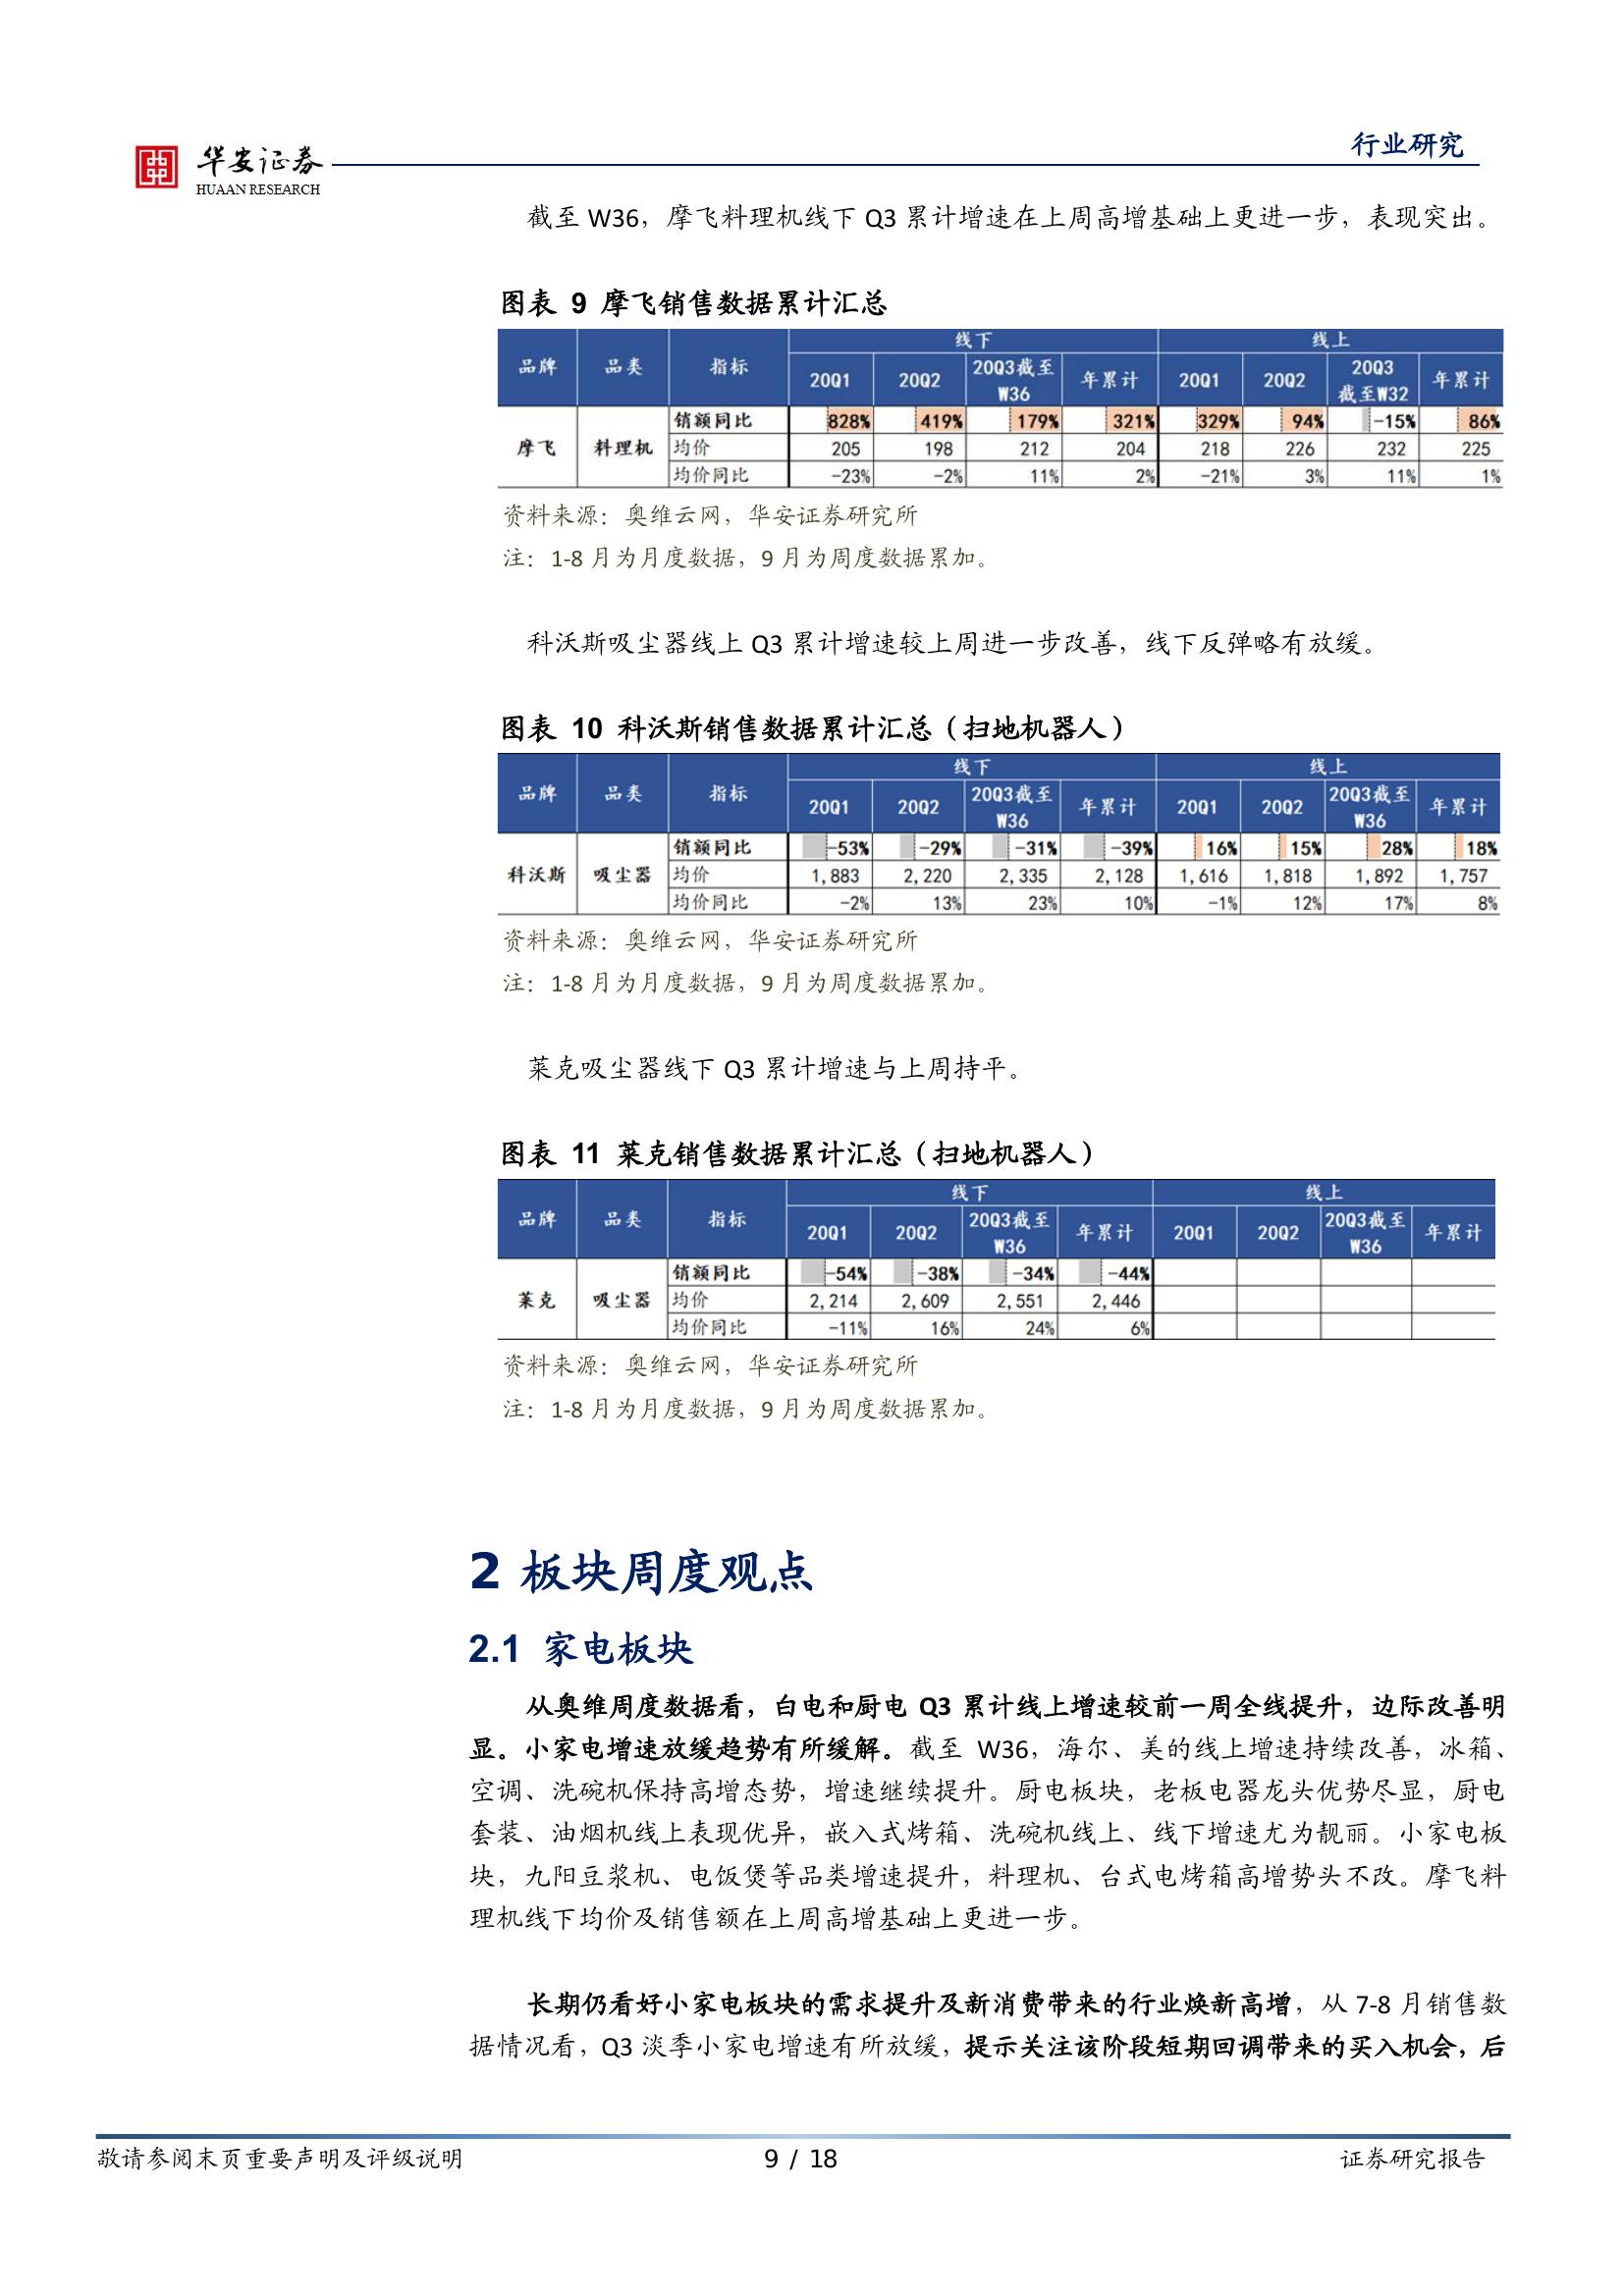 华安证券
HUAAN RESEARCH
行业研究
截至 W36，摩飞料理机线下 Q3 累计增速在上周高增基础上更进一步，表现突出。
图表 9 摩飞销售数据累计汇总
品牌 品类 指标 线下 线上
20Q1 20Q2 20Q3截至W36 年累计 20Q1 20Q2 20Q3截至W32 年累计
摩飞 料理机
销额同比 828% 419% 179% 321% 329% 94% -15% 86%
均价 205 198 212 204 218 226 232 225
均价同比 -23% -2% 11% 2% -21% 3% 11% 1%
资料来源：奥维云网，华安证券研究所
注：1-8 月为月度数据，9 月为周度数据累加。
科沃斯吸尘器线上 Q3 累计增速较上周进一步改善，线下反弹略有放缓。
图表 10 科沃斯销售数据累计汇总（扫地机器人）
品牌 品类 指标 线下 线上
20Q1 20Q2 20Q3截至W36 年累计 20Q1 20Q2 20Q3截至W36 年累计
科沃斯 吸尘器
销额同比 -53% -29% -31% -39% 16% 15% 28% 18%
均价 1,883 2,220 2,335 2,128 1,616 1,818 1,892 1,757
均价同比 -2% 13% 23% 10% -1% 12% 17% 8%
资料来源：奥维云网，华安证券研究所
注：1-8 月为月度数据，9 月为周度数据累加。
莱克吸尘器线下 Q3 累计增速与上周持平。
图表 11 莱克销售数据累计汇总（扫地机器人）
品牌 品类 指标 线下 线上
20Q1 20Q2 20Q3截至W36 年累计 20Q1 20Q2 20Q3截至W36 年累计
莱克 吸尘器
销额同比 -54% -38% -34% -44%
均价 2,214 2,609 2,551 2,446
均价同比 -11% 16% 24% 6%
资料来源：奥维云网，华安证券研究所
注：1-8 月为月度数据，9 月为周度数据累加。
2 板块周度观点
2.1 家电板块
从奥维周度数据看，白电和厨电 Q3 累计线上增速较前一周全线提升，边际改善明
显。小家电增速放缓趋势有所缓解。截至 W36，海尔、美的线上增速持续改善，冰箱、
空调、洗碗机保持高增态势，增速继续提升。厨电板块，老板电器龙头优势尽显，厨电
套装、油烟机线上表现优异，嵌入式烤箱、洗碗机线上、线下增速尤为靓丽。小家电板
块，九阳豆浆机、电饭煲等品类增速提升，料理机、台式电烤箱高增势头不改。摩飞料
理机线下均价及销售额在上周高增基础上更进一步。
长期仍看好小家电板块的需求提升及新消费带来的行业焕新高增，从 7-8 月销售数
据情况看，Q3 淡季小家电增速有所放缓，提示关注该阶段短期回调带来的买入机会，后
敬请参阅末页重要声明及评级说明
9 / 18
证券研究报告